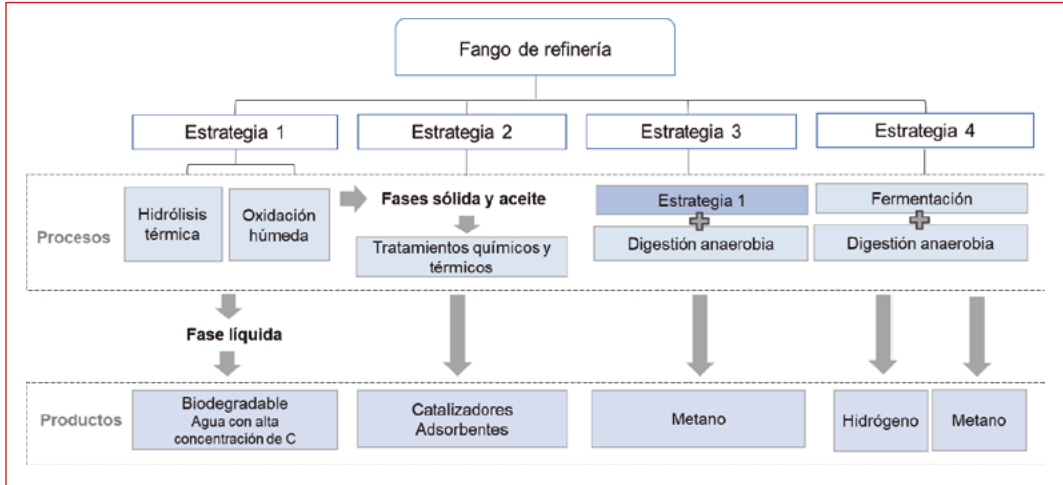 Fango de refinería
Estrategia 1
Estrategia 2
Estrategia 3
Estrategia 4
Procesos
Hidrólisis
térmica
Oxidación
húmeda
Fases sólida y aceite
Tratamientos químicos y
térmicos
Estrategia 1
Digestión anaerobia
Fermentación
Digestión anaerobia
Fase líquida
Productos
Biodegradable
Agua con alta
concentración de C
Catalizadores
Adsorbentes
Metano
Hidrógeno
Metano